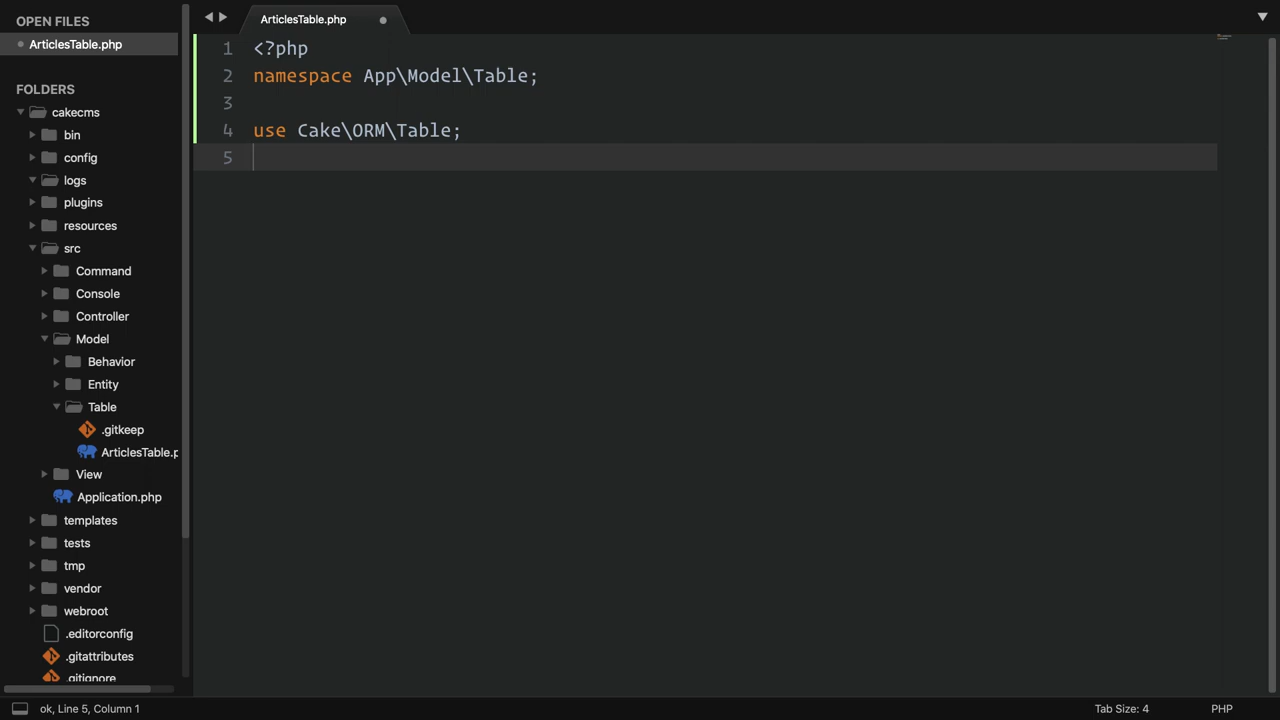 OPEN FILES
ArticlesTable.php
FOLDERS
cakecms
bin
config
logs
plugins
resources
src
Command
Console
Controller
Model
Behavior
Entity
Table
.gitkeep
ArticlesTable.p
View
Application.php
templates
tests
tmp
vendor
webroot
.editorconfig
.gitattributes
.gitignore
ArticlesTable.php
1 <?php
2 namespace App\Model\Table;
3
4 use Cake\ORM\Table;
5
ok, Line 5, Column 1
Tab Size: 4
PHP